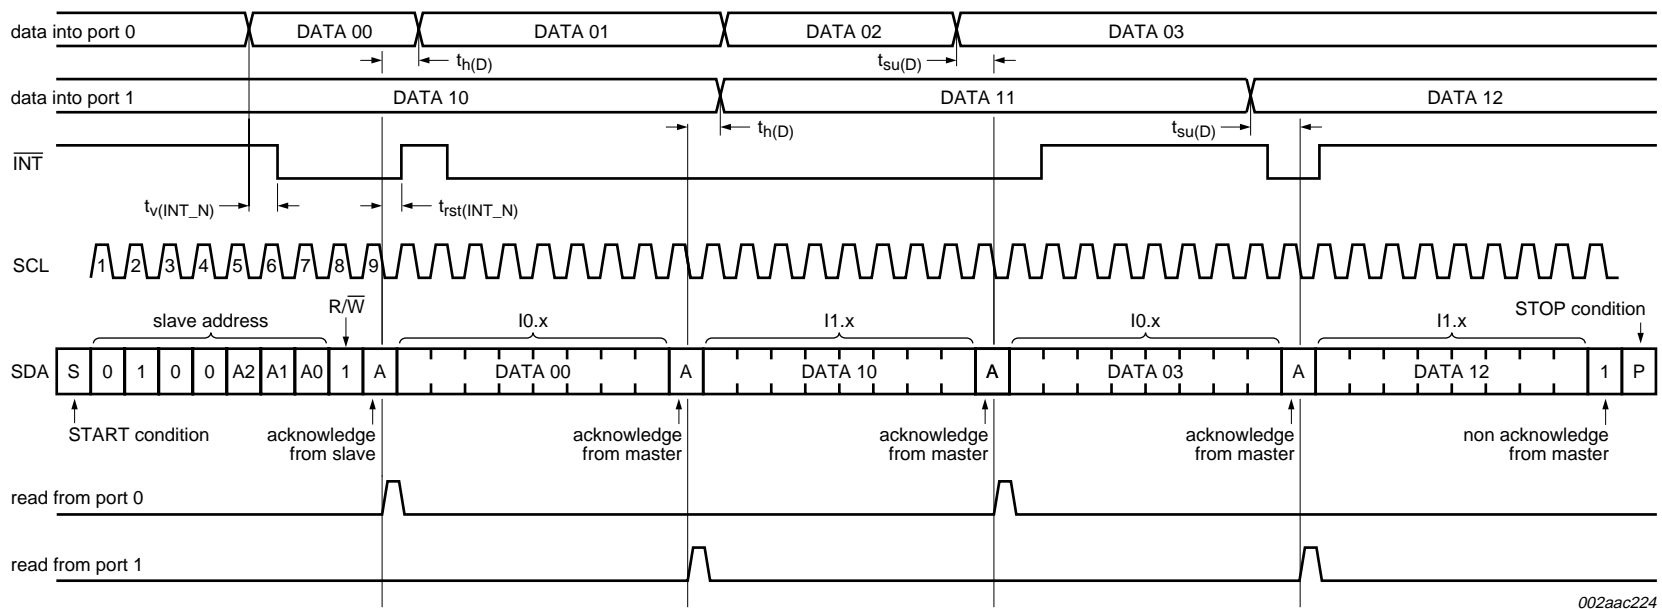 data into port 0 DATA 00 DATA 01 DATA 02 DATA 03
th(D) tsu(D)
data into port 1 DATA 10 DATA 11 DATA 12
th(D) tsu(D)
INT
tv(INT_N) trst(INT_N)
SCL 1 2 3 4 5 6 7 8 9
R/W
slave address I0.x I1.x I0.x I1.x STOP condition
SDA S 0 1 0 0 A2 A1 A0 1 A DATA 00 A DATA 10 A DATA 03 A DATA 12 1 P
START condition acknowledge from slave acknowledge from master acknowledge from master acknowledge from master non acknowledge from master
read from port 0
read from port 1
002aac224